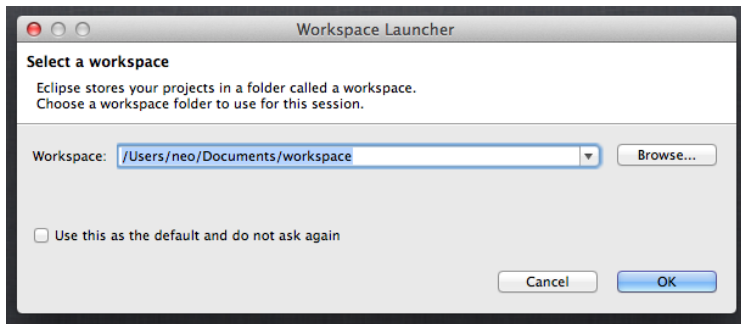 Workspace Launcher
Select a workspace
Eclipse stores your projects in a folder called a workspace.
Choose a workspace folder to use for this session.
Workspace: /Users/neo/Documents/workspace Browse...
Use this as the default and do not ask again
Cancel OK